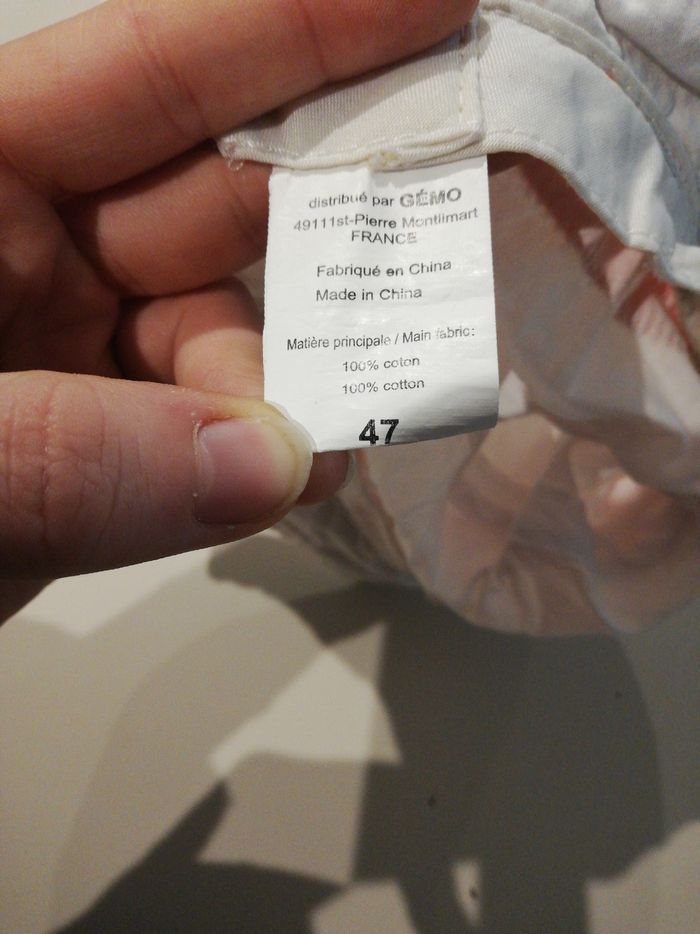 distribué par GÉMO
49111st-Pierre Montlimart
FRANCE
Fabriqué en China
Made in China
Matière principale / Main fabric:
100% coton
100% cotton
47